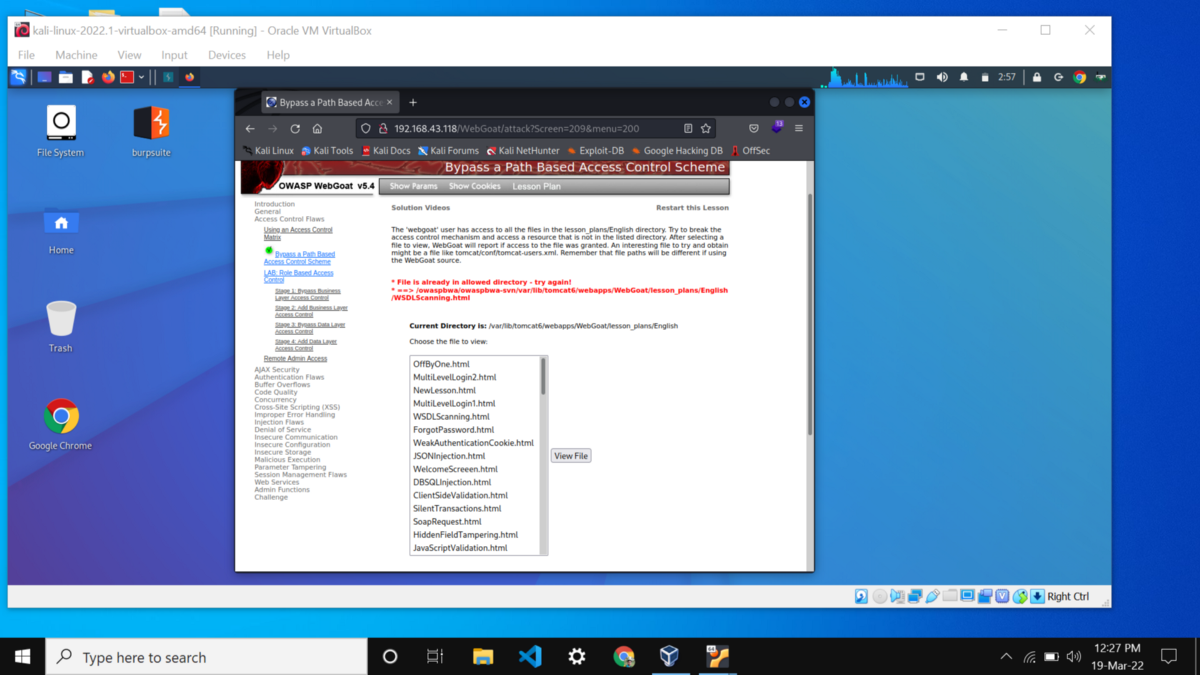 kali-linux-2022.1-virtualbox-amd64 [Running] - Oracle VM VirtualBox
File Machine View Input Devices Help
2:57
File System
burpsuite
Home
Trash
Google Chrome
Bypass a Path Based Acce
192.168.43.118/WebGoat/attack?Screen=209&menu=200
13
Kali Linux Kali Tools Kali Docs Kali Forums Kali NetHunter Exploit-DB Google Hacking DB OffSec
Bypass a Path Based Access Control Scheme
OWASP WebGoat v5.4
Show Params Show Cookies Lesson Plan
Introduction
General
Access Control Flaws
Using an Access Control
Matrix
Bypass a Path Based
Access Control Scheme
LAB: Role Based Access
Control
Stage 1: Bypass Business
Layer Access Control
Stage 2: Add Business Layer
Access Control
Stage 3: Bypass Data Layer
Access Control
Stage 4: Add Data Layer
Access Control
Remote Admin Access
AJAX Security
Authentication Flaws
Buffer Overflows
Code Quality
Concurrency
Cross-Site Scripting (XSS)
Improper Error Handling
Injection Flaws
Denial of Service
Insecure Communication
Insecure Configuration
Insecure Storage
Malicious Execution
Parameter Tampering
Session Management Flaws
Web Services
Admin Functions
Challenge
Solution Videos
Restart this Lesson
The 'webgoat' user has access to all the files in the lesson_plans/English directory. Try to break the
access control mechanism and access a resource that is not in the listed directory. After selecting a
file to view, WebGoat will report if access to the file was granted. An interesting file to try and obtain
might be a file like tomcat/conf/tomcat-users.xml. Remember that file paths will be different if using
the WebGoat source.
* File is already in allowed directory - try again!
* ==> /owaspbwa/owaspbwa-svn/var/lib/tomcat6/webapps/WebGoat/lesson_plans/English
/WSDLScanning.html
Current Directory is: /var/lib/tomcat6/webapps/WebGoat/lesson_plans/English
Choose the file to view:
OffByOne.html
MultiLevelLogin2.html
NewLesson.html
MultiLevelLogin1.html
WSDLScanning.html
ForgotPassword.html
WeakAuthenticationCookie.html
JSONInjection.html
WelcomeScreeen.html
DBSQLInjection.html
ClientSideValidation.html
SilentTransactions.html
SoapRequest.html
HiddenFieldTampering.html
JavaScriptValidation.html
View File
Right Ctrl
Type here to search
64
12:27 PM
19-Mar-22